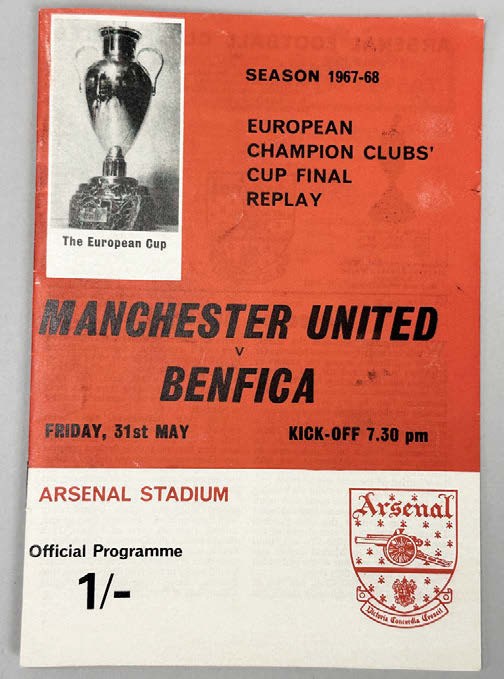 SEASON 1967-68
EUROPEAN
CHAMPION CLUBS'
CUP FINAL
REPLAY
The European Cup
MANCHESTER UNITED
v
BENFICA
FRIDAY, 31st MAY
KICK-OFF 7.30 pm
ARSENAL STADIUM
Official Programme
1/-
Arsenal
Victoria Concordia Crescit